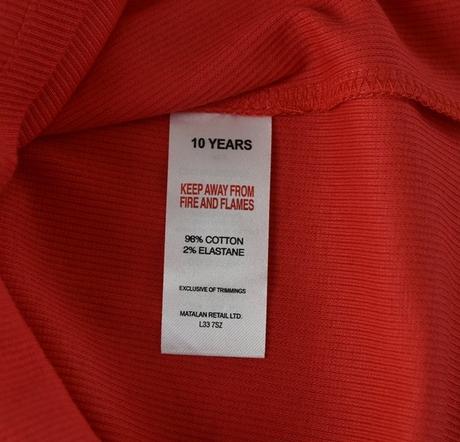 10 YEARS
KEEP AWAY FROM
FIRE AND FLAMES
98% COTTON
2% ELASTANE
EXCLUSIVE OF TRIMMINGS
MATALAN RETAIL LTD.
L33 7SZ